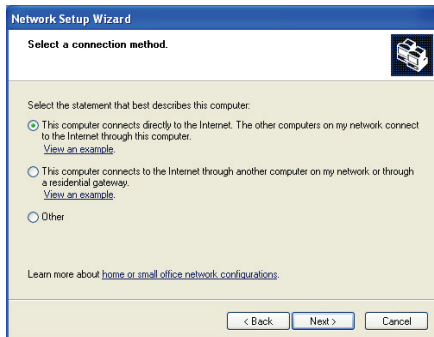 Network Setup Wizard
Select a connection method.
Select the statement that best describes this computer:
This computer connects directly to the Internet. The other computers on my network connect
to the Internet through this computer.
View an example.
This computer connects to the Internet through another computer on my network or through
a residential gateway.
View an example.
Other
Learn more about home or small office network configurations.
< Back
Next >
Cancel